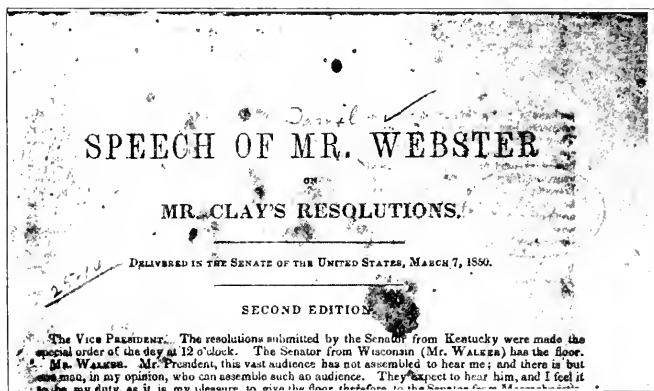 Daniel
SPEECH OF MR. WEBSTER
ON
MR. CLAY'S RESOLUTIONS.
DELIVERED IN THE SENATE OF THE UNITED STATES, MARCH 7, 1850.
SECOND EDITION
The VICE PRESIDENT. The resolutions submitted by the Senator from Kentucky were made the
special order of the day at 12 o'clock. The Senator from Wisconsin (Mr. WALKER) has the floor.
Mr. WALKER. Mr. President, this vast audience has not assembled to hear me; and there is but
one man, in my opinion, who can assemble such an audience. They expect to hear him, and I feel it
to be my duty, as it is my pleasure, to give the floor, therefore, to the Senator from Massachusetts.